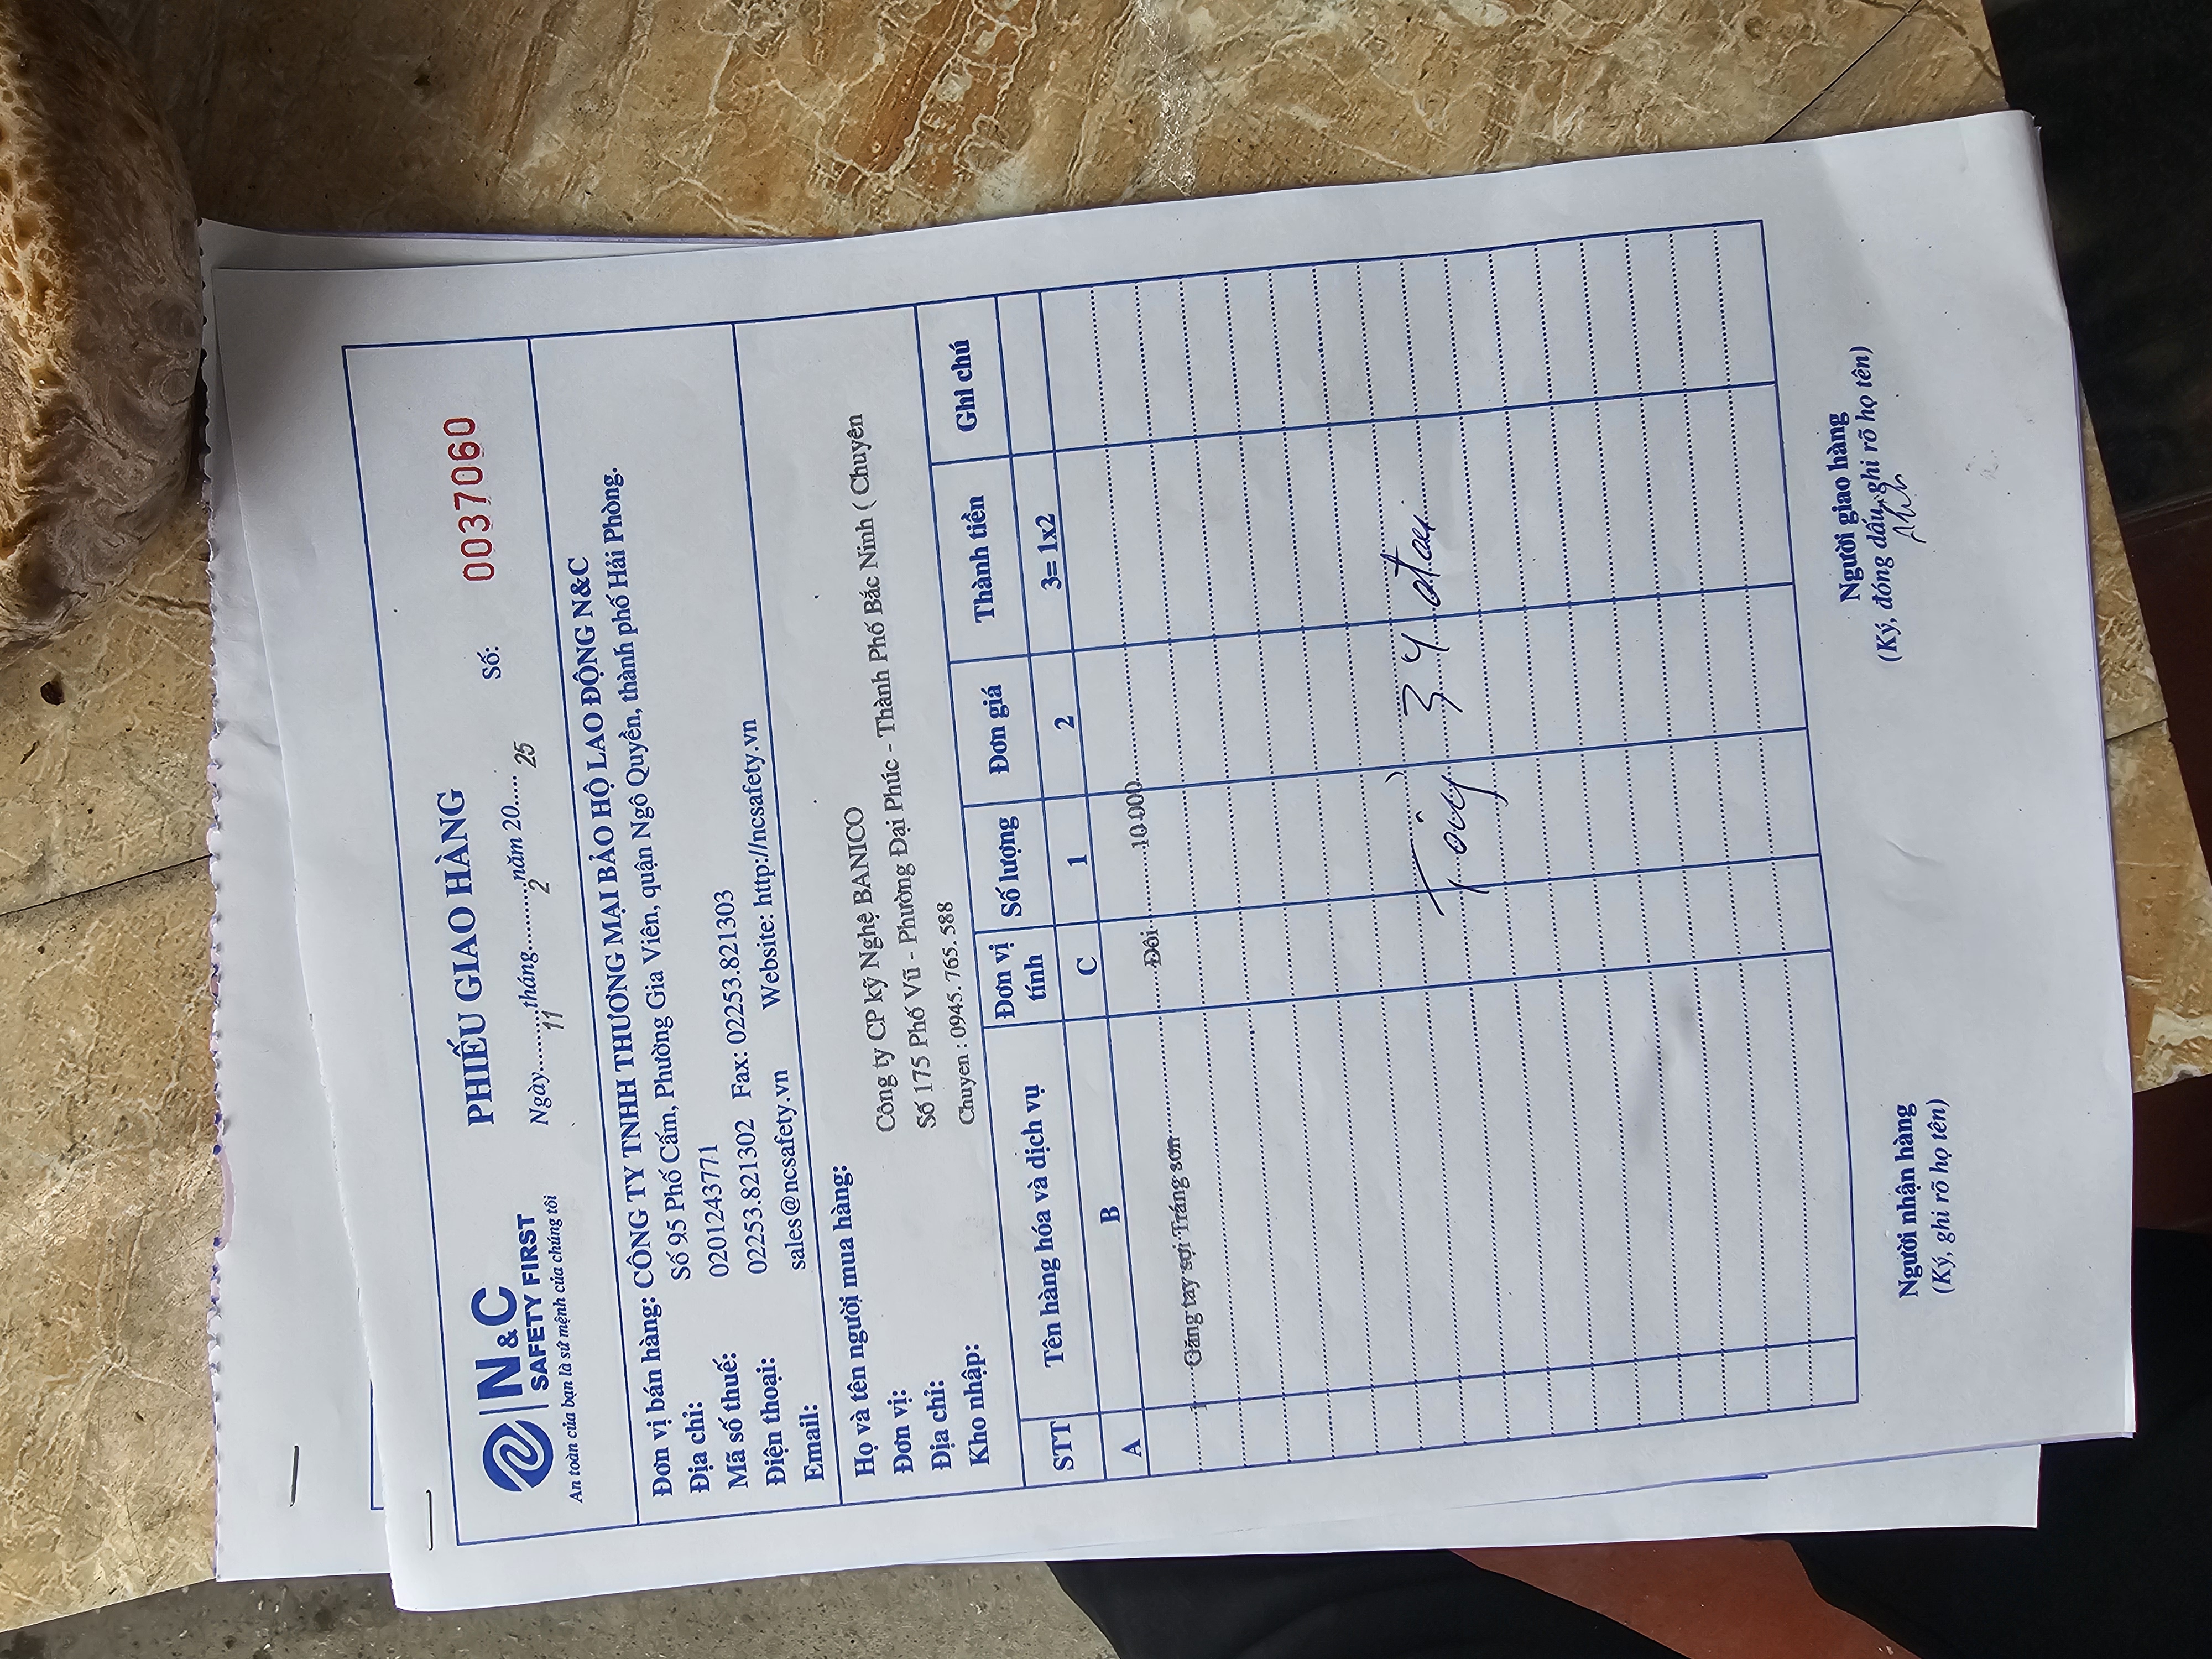 N&C
SAFETY FIRST
An toàn của bạn là sứ mệnh của chúng tôi
PHIẾU GIAO HÀNG
Ngày..........tháng..........năm 20.....
11 2 25
Số: 0037060
Đơn vị bán hàng: CÔNG TY TNHH THƯƠNG MẠI BẢO HỘ LAO ĐỘNG N&C
Địa chỉ: Số 95 Phố Cấm, Phường Gia Viên, quận Ngô Quyền, thành phố Hải Phòng.
Mã số thuế: 0201243771
Điện thoại: 02253.821302 Fax: 02253.821303
Email: sales@ncsafety.vn Website: http://ncsafety.vn
Họ và tên người mua hàng:
Đơn vị: Công ty CP kỹ Nghệ BANICO
Địa chỉ: Số 175 Phố Vũ - Phường Đại Phúc - Thành Phố Bắc Ninh ( Chuyên
Kho nhập: Chuyen : 0945.765.588
STT Tên hàng hóa và dịch vụ Đơn vị tính Số lượng Đơn giá Thành tiền Ghi chú
A B C 1 2 3= 1x2
1 Găng tay sợi Trắng sơn Đôi 10.000
34
Người nhận hàng Người giao hàng
(Ký, ghi rõ họ tên) (Ký, đóng dấu, ghi rõ họ tên)